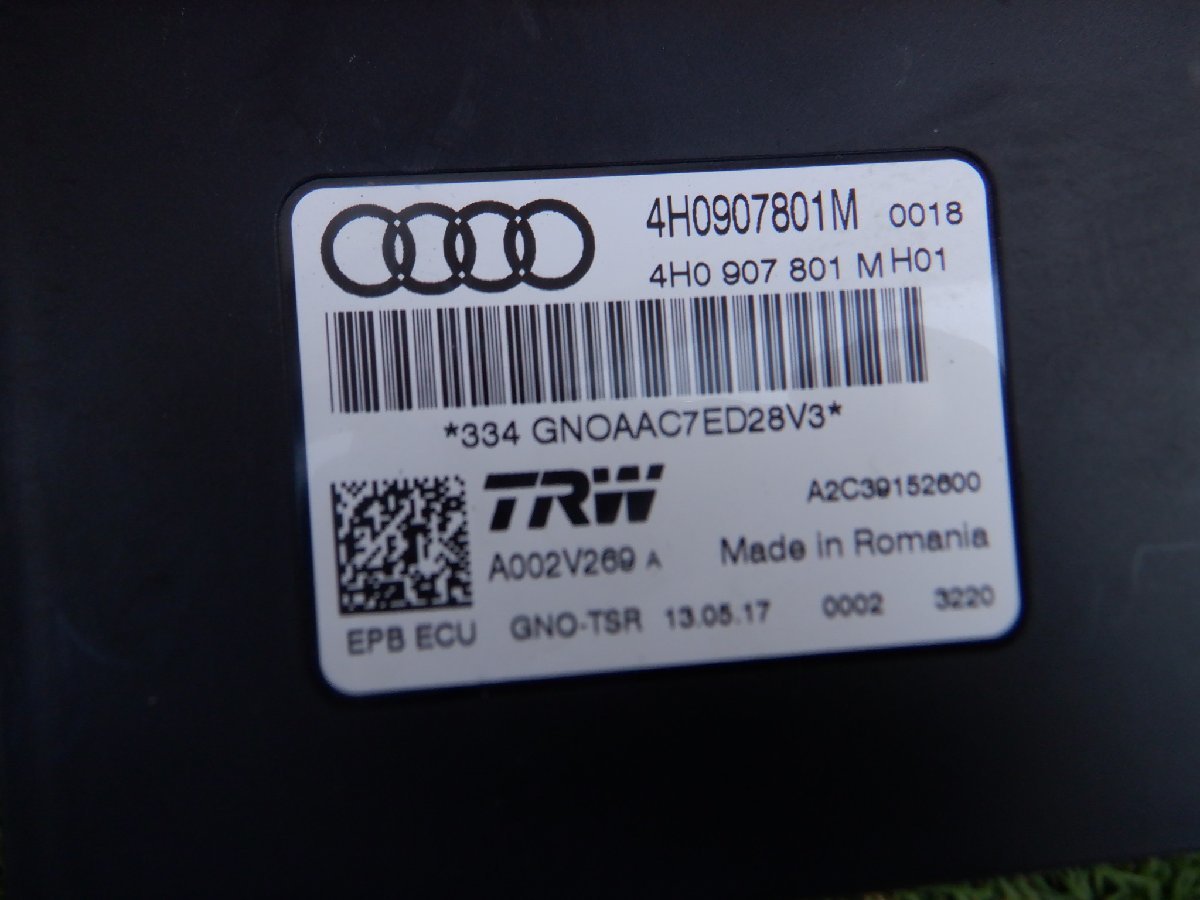 4H0907801M 0018
4H0 907 801 M H01
*334 GNOAAC7ED28V3*
TRW A2C39152600
A002V269 A Made in Romania
EPB ECU GNO-TSR 13.05.17 0002 3220